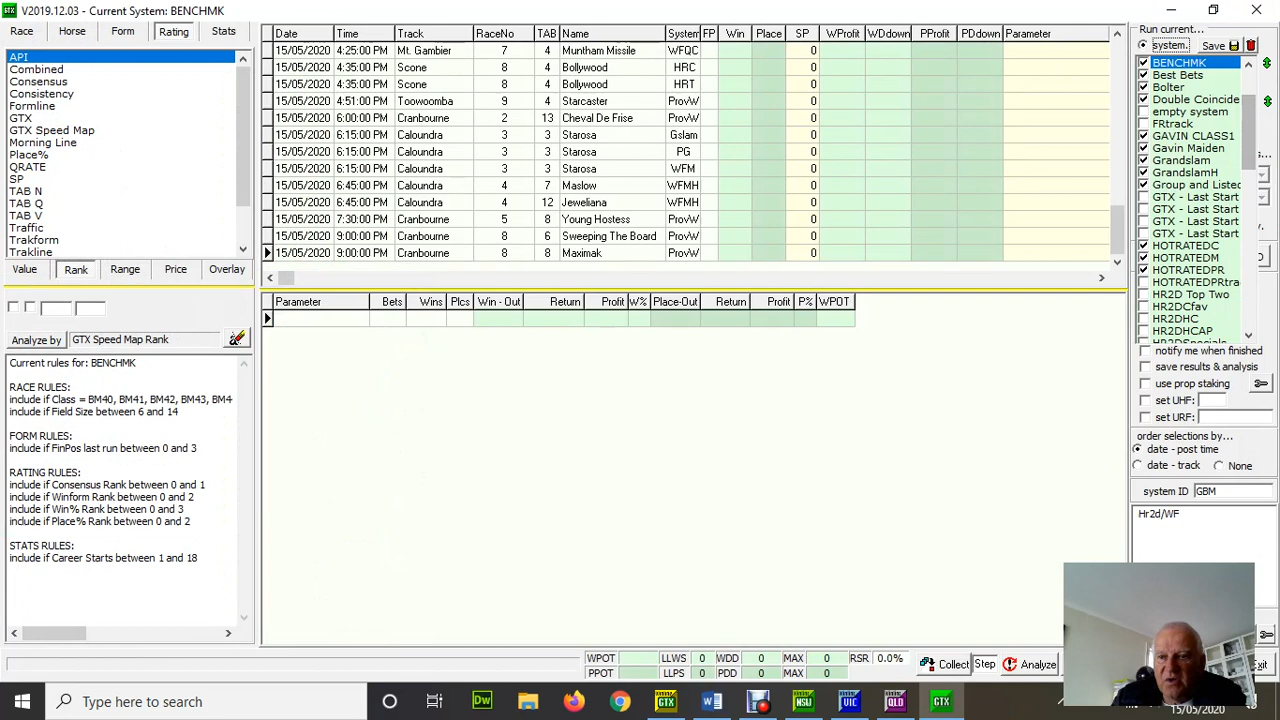 V2019.12.03 - Current System: BENCHMK
Race Horse Form Rating Stats
API
Combined
Consensus
Consistency
Formline
GTX
GTX Speed Map
Morning Line
Place%
QRATE
SP
TAB N
TAB Q
TAB V
Traffic
Trakform
Trakline
Value Rank Range Price Overlay
Analyze by GTX Speed Map Rank
Current rules for: BENCHMK
RACE RULES:
include if Class = BM40, BM41, BM42, BM43, BM4
include if Field Size between 6 and 14
FORM RULES:
include if FinPos last run between 0 and 3
RATING RULES:
include if Consensus Rank between 0 and 1
include if Winform Rank between 0 and 2
include if Win% Rank between 0 and 3
include if Place% Rank between 0 and 2
STATS RULES:
include if Career Starts between 1 and 18
Date Time Track RaceNo TAB Name System FP Win Place SP WProfit WDdown PProfit PDdown Parameter
15/05/2020 4:25:00 PM Mt. Gambier 7 4 Muntham Missile WFQC 0
15/05/2020 4:35:00 PM Scone 8 4 Bollywood HRC 0
15/05/2020 4:35:00 PM Scone 8 4 Bollywood HRT 0
15/05/2020 4:51:00 PM Toowoomba 9 4 Starcaster ProvW 0
15/05/2020 6:00:00 PM Cranbourne 2 13 Cheval De Frise ProvW 0
15/05/2020 6:15:00 PM Caloundra 3 3 Starosa Gslam 0
15/05/2020 6:15:00 PM Caloundra 3 3 Starosa PG 0
15/05/2020 6:15:00 PM Caloundra 3 3 Starosa WFM 0
15/05/2020 6:45:00 PM Caloundra 4 7 Maslow WFMH 0
15/05/2020 6:45:00 PM Caloundra 4 12 Jeweliana WFMH 0
15/05/2020 7:30:00 PM Cranbourne 5 8 Young Hostess ProvW 0
15/05/2020 9:00:00 PM Cranbourne 8 6 Sweeping The Board ProvW 0
15/05/2020 9:00:00 PM Cranbourne 8 8 Maximak ProvW 0
Parameter Bets Wins Plcs Win - Out Return Profit W% Place-Out Return Profit P% WPOT
Run current...
system. Save
BENCHMK
Best Bets
Bolter
Double Coincide
empty system
FRtrack
GAVIN CLASS1
Gavin Maiden
Grandslam
GrandslamH
Group and Listed
GTX - Last Start
GTX - Last Start
GTX - Last Start
GTX - Last Start
HOTRATEDC
HOTRATEDM
HOTRATEDPR
HOTRATEDPRtra
HR2D Top Two
HR2DCfav
HR2DHC
HR2DHCAP
HR2DSpecials
notify me when finished
save results & analysis
use prop staking
set UHF:
set URF:
order selections by...
date - post time
date - track None
system ID GBM
Hr2d/WF
WPOT LLWS 0 WDD 0 MAX 0 RSR 0.0% Collect Step Analyze
PPOT LLPS 0 PDD 0 MAX 0
Type here to search
Dw GTX W NSW VIC QLD GTX
15/05/2020